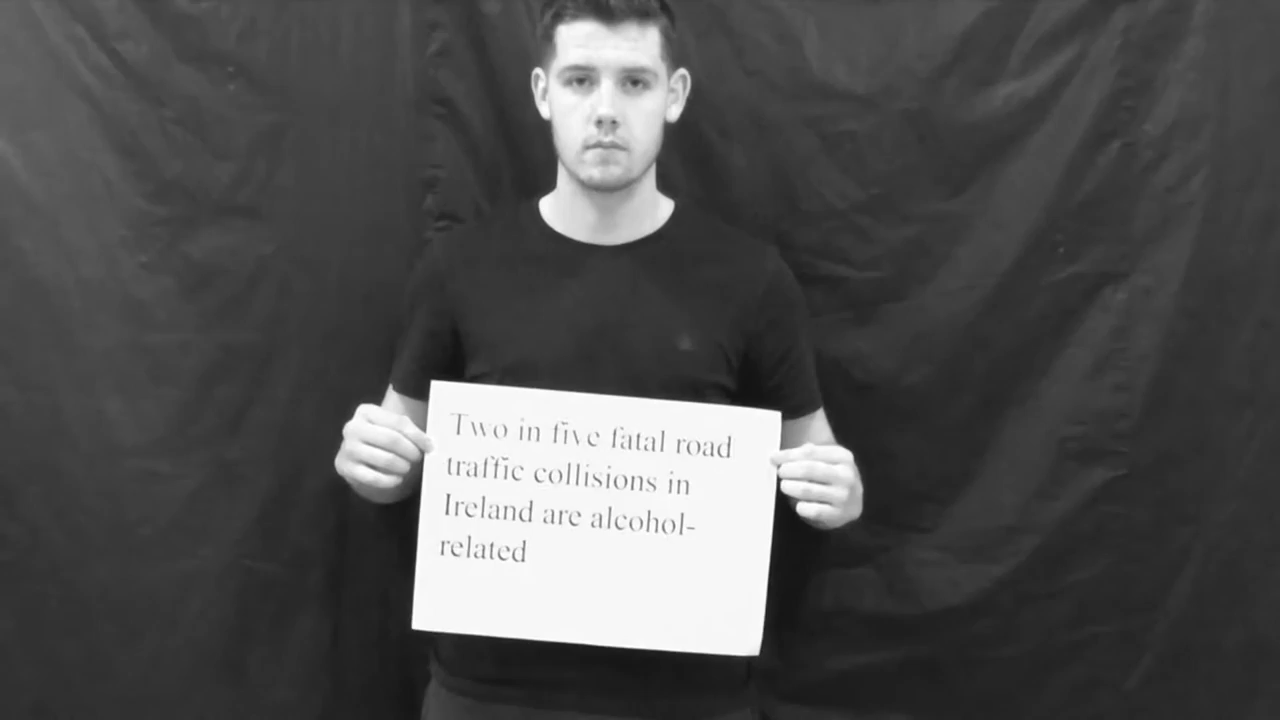 Two in five fatal road
traffic collisions in
Ireland are alcohol-
related